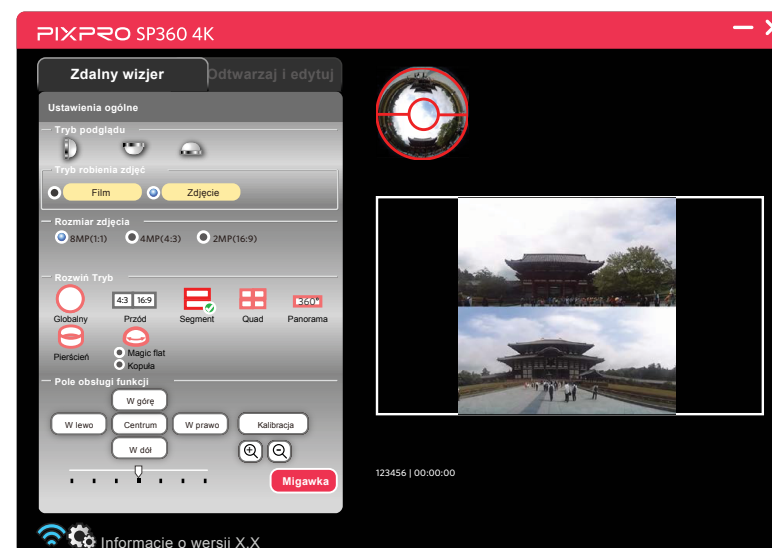 PIXPRO SP360 4K
Zdalny wizjer
Odtwarzaj i edytuj
Ustawienia ogólne
Tryb podglądu
Tryb robienia zdjęć
Film Zdjęcie
Rozmiar zdjęcia
8MP(1:1) 4MP(4:3) 2MP(16:9)
Rozwiń Tryb
4:3 16:9 360°
Globalny Przód Segment Quad Panorama
Pierścień
Magic flat
Kopuła
Pole obsługi funkcji
W górę
W lewo Centrum W prawo Kalibracja
W dół
Migawka
123456 | 00:00:00
Informacje o wersji X.X